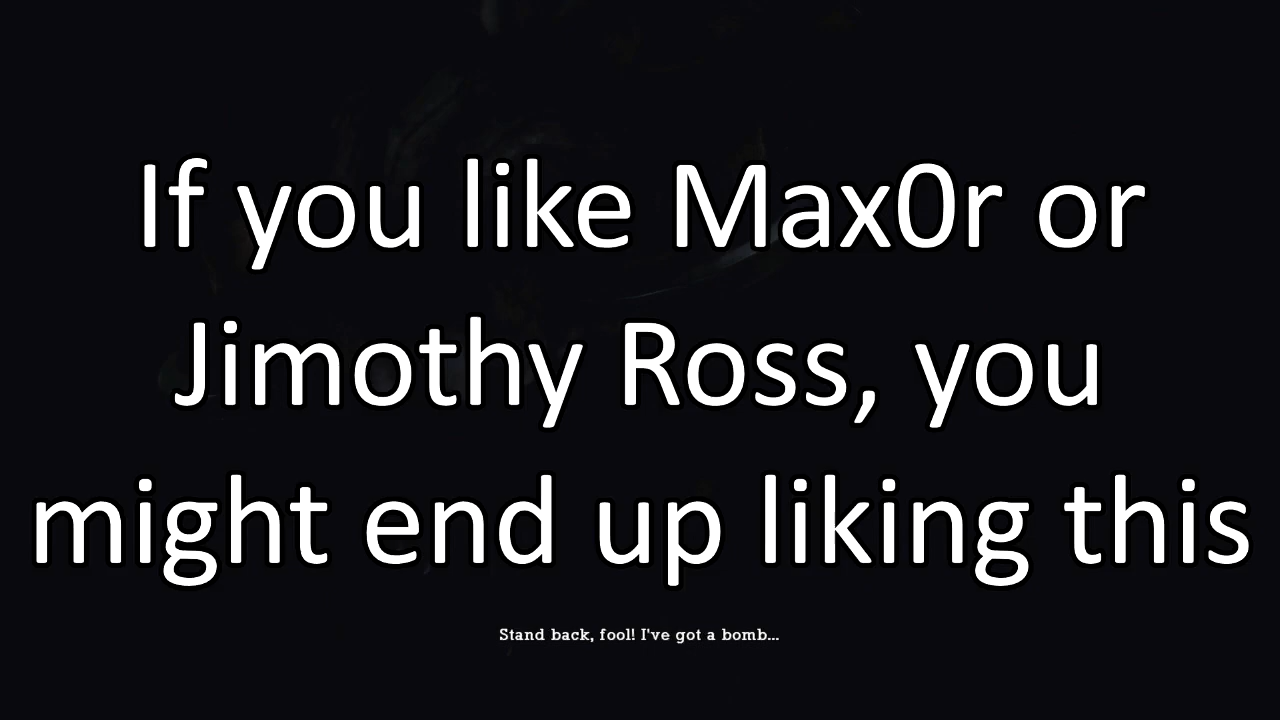 If you like Max0r or
Jimothy Ross, you
might end up liking this
Stand back, fool! I've got a bomb...